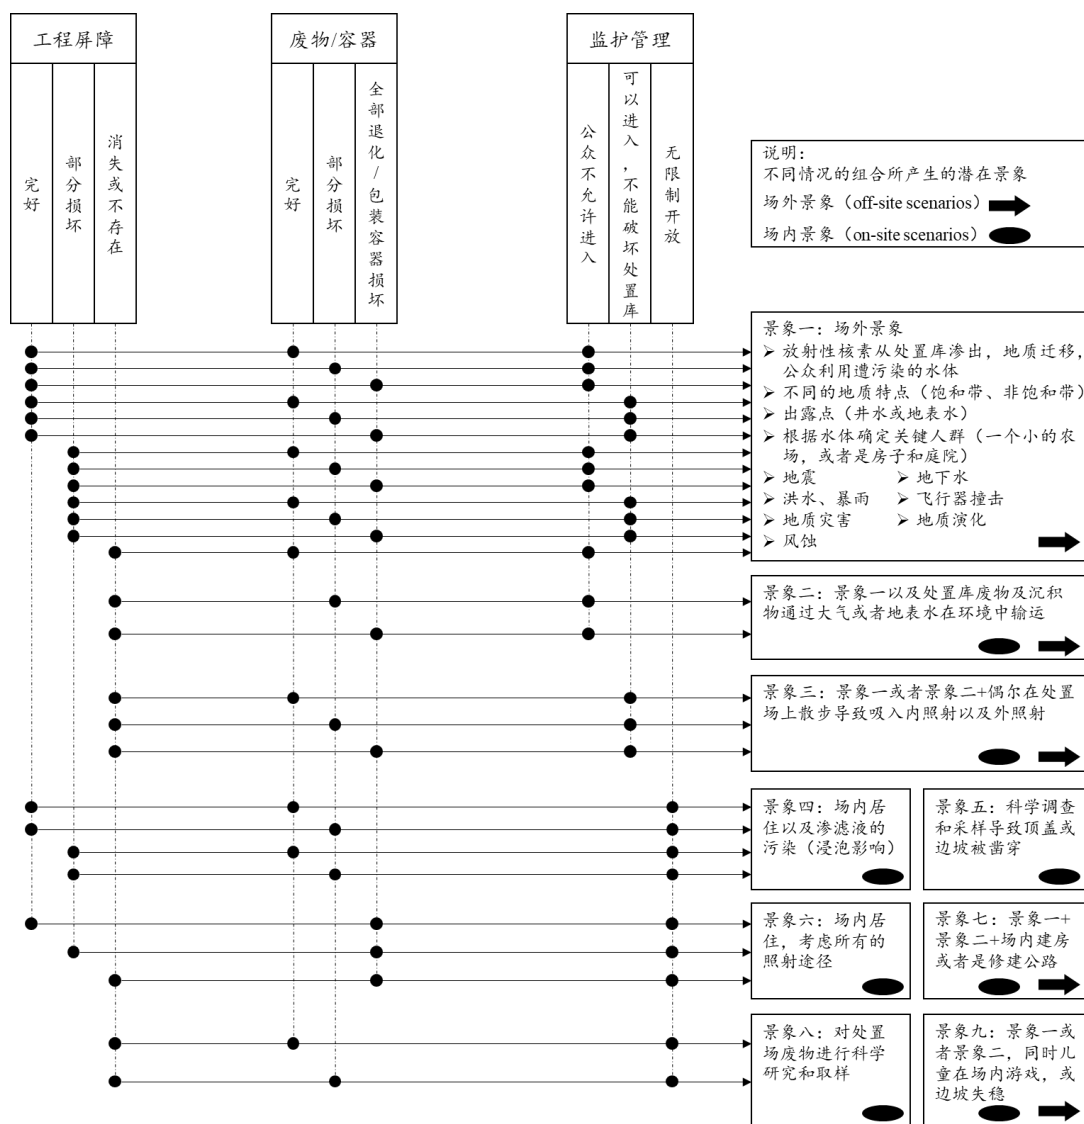 工程屏障
完好
部分损坏
消失或不存在
废物/容器
完好
部分损坏
全部退化/包装容器损坏
监护管理
公众不允许进入
可以进入，不能破坏处置库
无限制开放
说明：
不同情况的组合所产生的潜在景象
场外景象（off-site scenarios）
场内景象（on-site scenarios）
景象一：场外景象
➢ 放射性核素从处置库渗出，地质迁移，
公众利用遭污染的水体
➢ 不同的地质特点（饱和带、非饱和带）
➢ 出露点（井水或地表水）
➢ 根据水体确定关键人群（一个小的农
场，或者是房子和庭院）
➢ 地震 ➢ 地下水
➢ 洪水、暴雨 ➢ 飞行器撞击
➢ 地质灾害 ➢ 地质演化
➢ 风蚀
景象二：景象一以及处置库废物及沉积
物通过大气或者地表水在环境中输运
景象三：景象一或者景象二+偶尔在处置
场上散步导致吸入内照射以及外照射
景象四：场内居
住以及渗滤液的
污染（浸泡影响）
景象五：科学调查
和采样导致顶盖或
边坡被凿穿
景象六：场内居
住，考虑所有的
照射途径
景象七：景象一+
景象二+场内建房
或者是修建公路
景象八：对处置
场废物进行科学
研究和取样
景象九：景象一或
者景象二，同时儿
童在场内游戏，或
边坡失稳